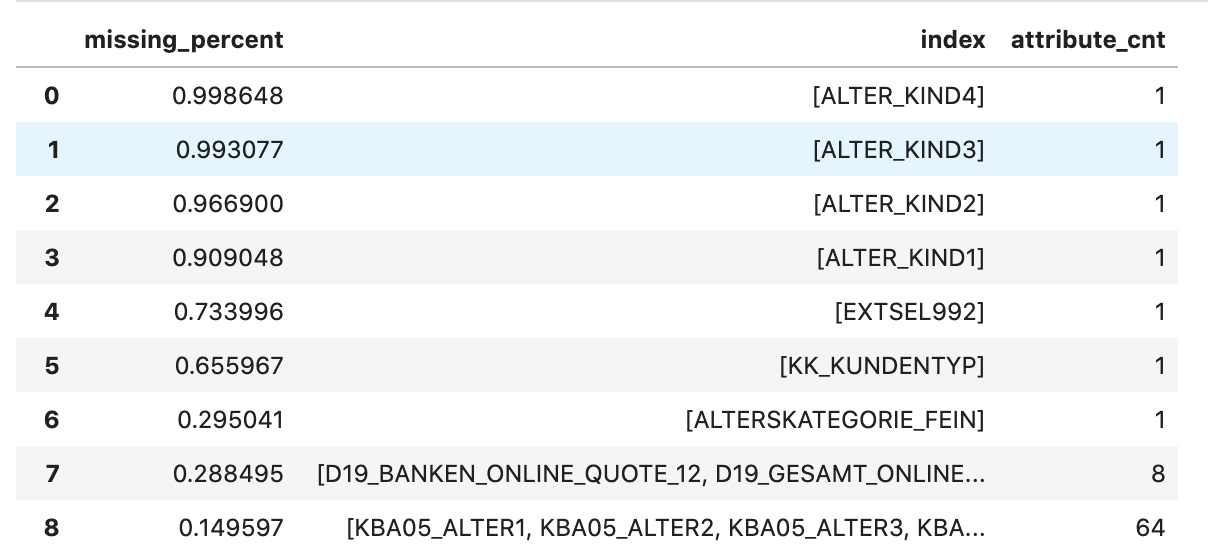 missing_percent index attribute_cnt
0 0.998648 [ALTER_KIND4] 1
1 0.993077 [ALTER_KIND3] 1
2 0.966900 [ALTER_KIND2] 1
3 0.909048 [ALTER_KIND1] 1
4 0.733996 [EXTSEL992] 1
5 0.655967 [KK_KUNDENTYP] 1
6 0.295041 [ALTERSKATEGORIE_FEIN] 1
7 0.288495 [D19_BANKEN_ONLINE_QUOTE_12, D19_GESAMT_ONLINE... 8
8 0.149597 [KBA05_ALTER1, KBA05_ALTER2, KBA05_ALTER3, KBA... 64